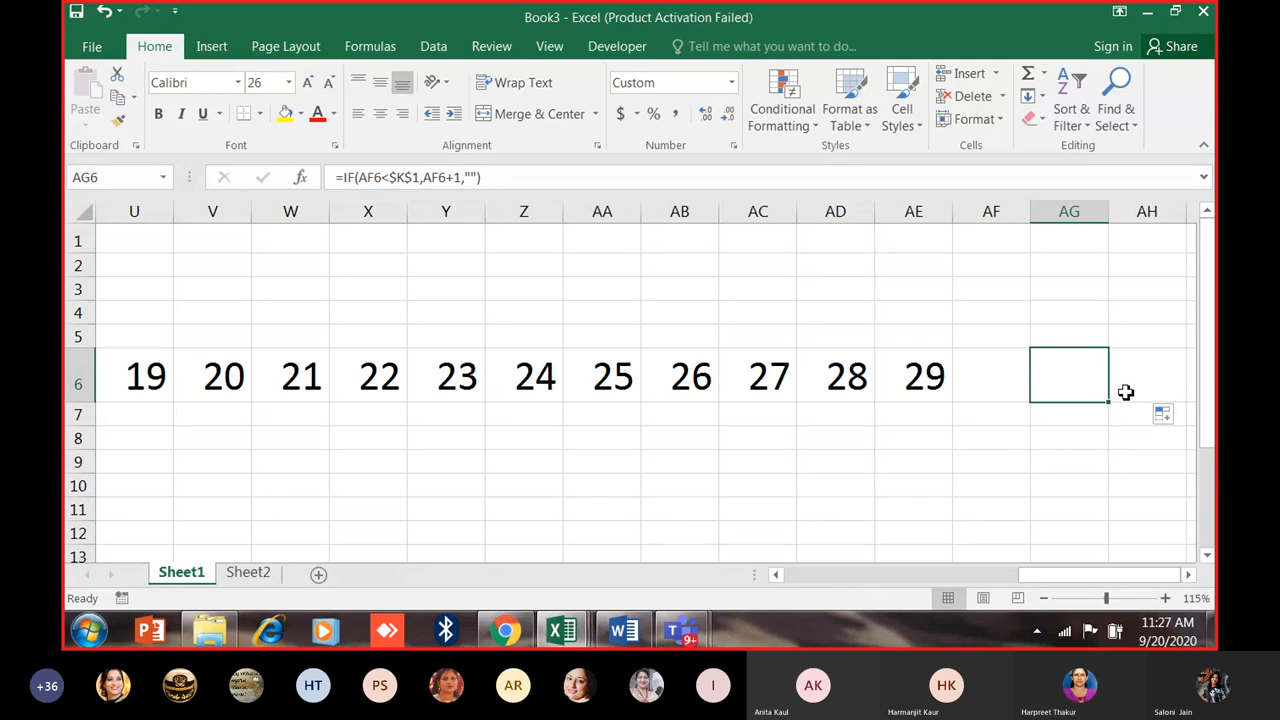 Book3 - Excel (Product Activation Failed)
File Home Insert Page Layout Formulas Data Review View Developer Tell me what you want to do... Sign in Share
Paste
Calibri 26
Wrap Text
Merge & Center
Custom
Conditional Formatting
Format as Table
Cell Styles
Insert
Delete
Format
Sort & Filter
Find & Select
B I U
$ % ,
Clipboard Font Alignment Number Styles Cells Editing
AG6 fx =IF(AF6<$K$1,AF6+1,"")
U V W X Y Z AA AB AC AD AE AF AG AH
1
2
3
4
5
6 19 20 21 22 23 24 25 26 27 28 29
7
8
9
10
11
12
13
Sheet1 Sheet2
Ready 115%
9+
11:27 AM
9/20/2020
+36 HT PS AR I AK HK
Anita Kaul Harmanjit Kaur Harpreet Thakur Saloni Jain